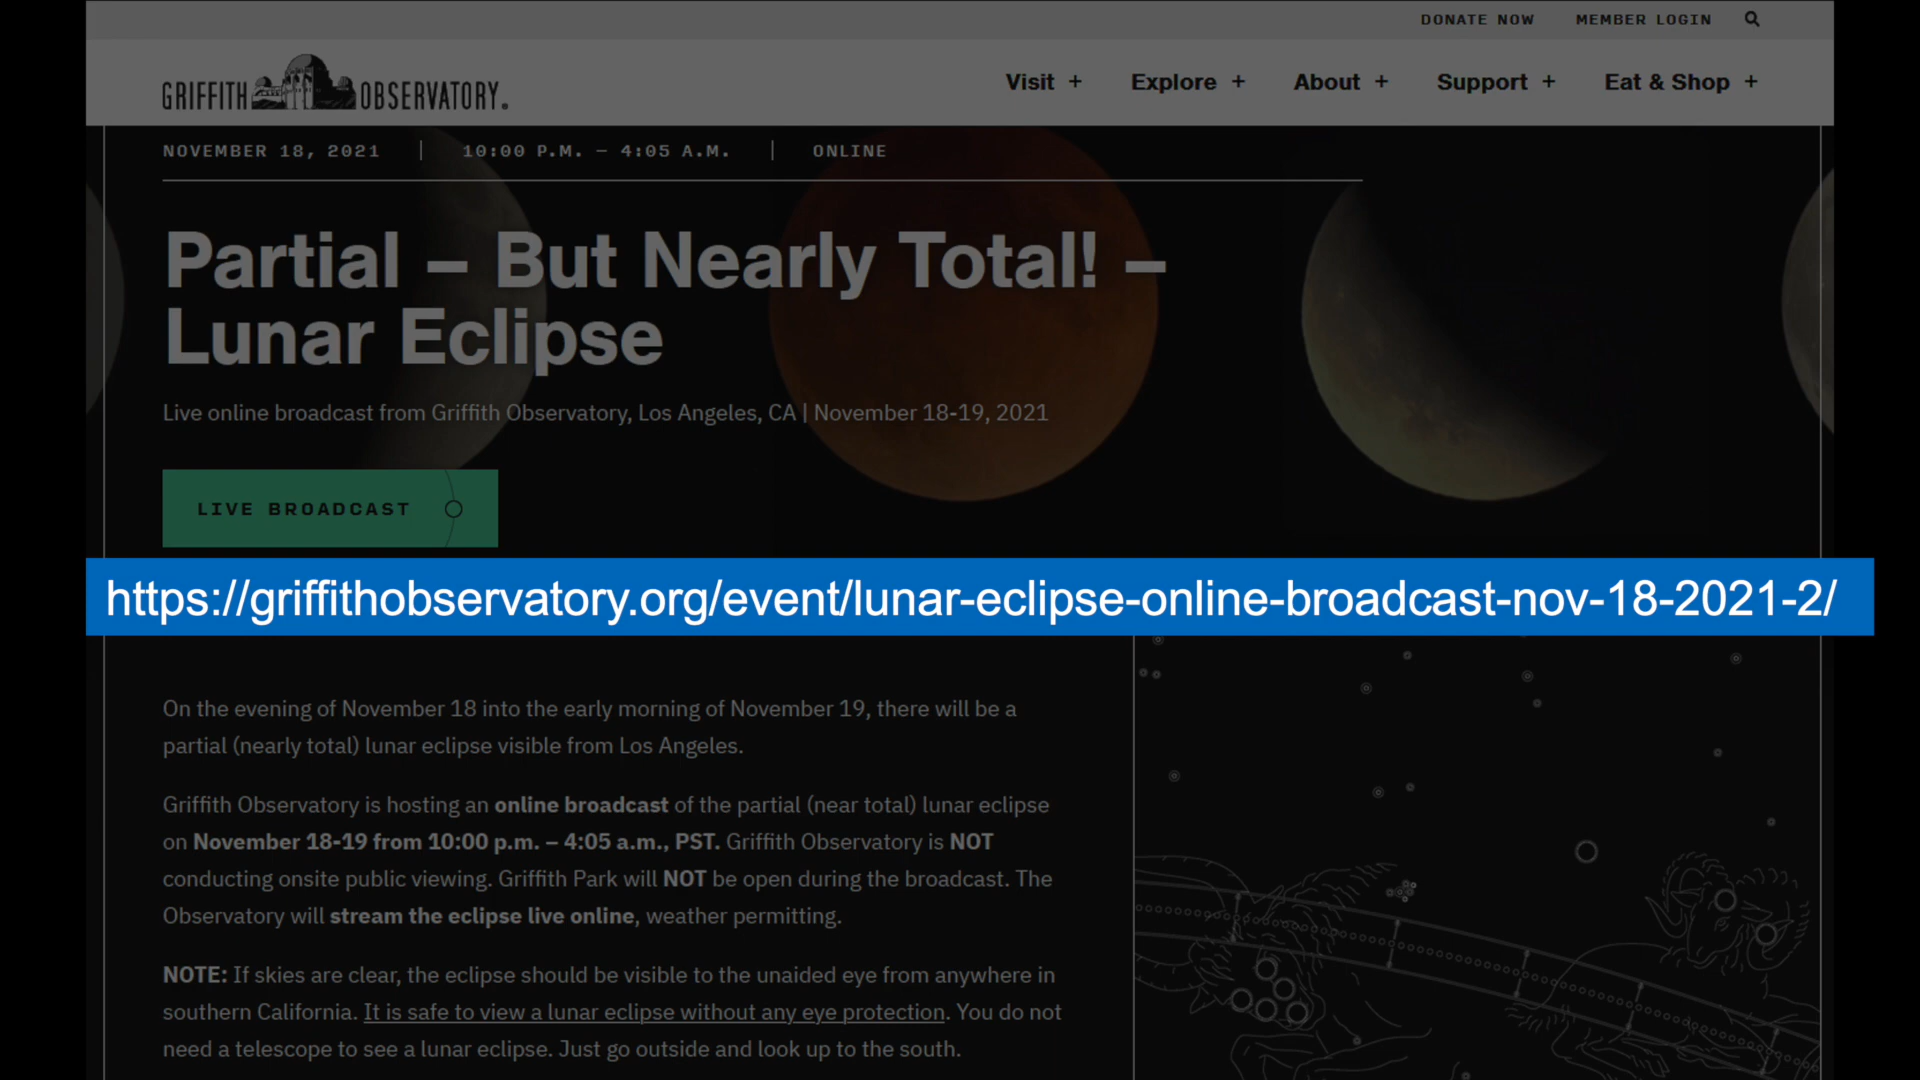 DONATE NOW MEMBER LOGIN
GRIFFITH OBSERVATORY
Visit + Explore + About + Support + Eat & Shop +
NOVEMBER 18, 2021 | 10:00 P.M. – 4:05 A.M. | ONLINE
Partial – But Nearly Total! –
Lunar Eclipse
Live online broadcast from Griffith Observatory, Los Angeles, CA | November 18-19, 2021
LIVE BROADCAST
https://griffithobservatory.org/event/lunar-eclipse-online-broadcast-nov-18-2021-2/
On the evening of November 18 into the early morning of November 19, there will be a
partial (nearly total) lunar eclipse visible from Los Angeles.
Griffith Observatory is hosting an online broadcast of the partial (near total) lunar eclipse
on November 18-19 from 10:00 p.m. – 4:05 a.m., PST. Griffith Observatory is NOT
conducting onsite public viewing. Griffith Park will NOT be open during the broadcast. The
Observatory will stream the eclipse live online, weather permitting.
NOTE: If skies are clear, the eclipse should be visible to the unaided eye from anywhere in
southern California. It is safe to view a lunar eclipse without any eye protection. You do not
need a telescope to see a lunar eclipse. Just go outside and look up to the south.